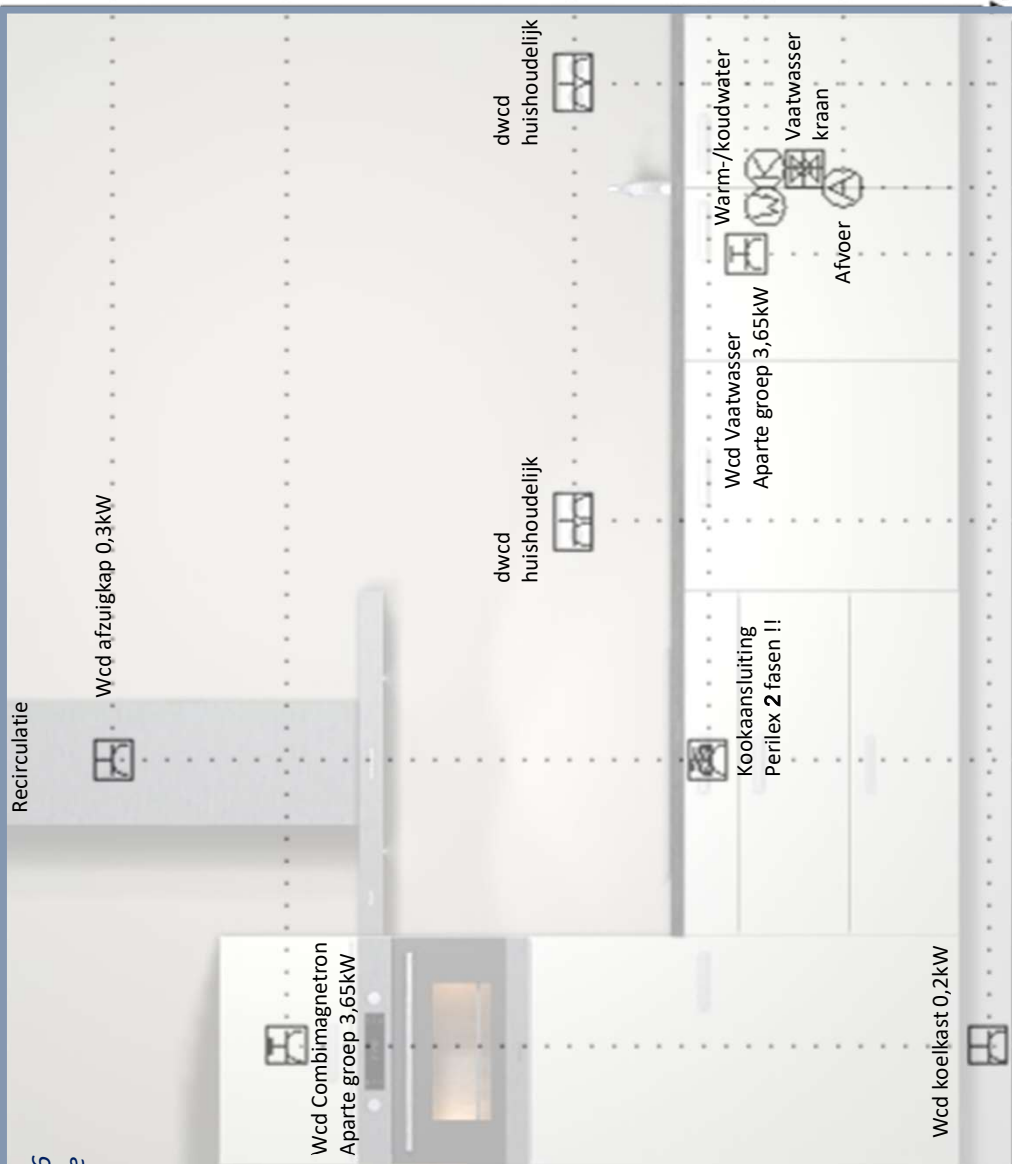 Recirculatie
Wcd afzuigkap 0,3kW
Wcd Combimagnetron
Aparte groep 3,65kW
dwcd
huishoudelijk
dwcd
huishoudelijk
Kookaansluiting
Perilex 2 fasen !!
Wcd Vaatwasser
Aparte groep 3,65kW
Warm-/koudwater
W
K
Vaatwasser
kraan
A
Afvoer
Wcd koelkast 0,2kW